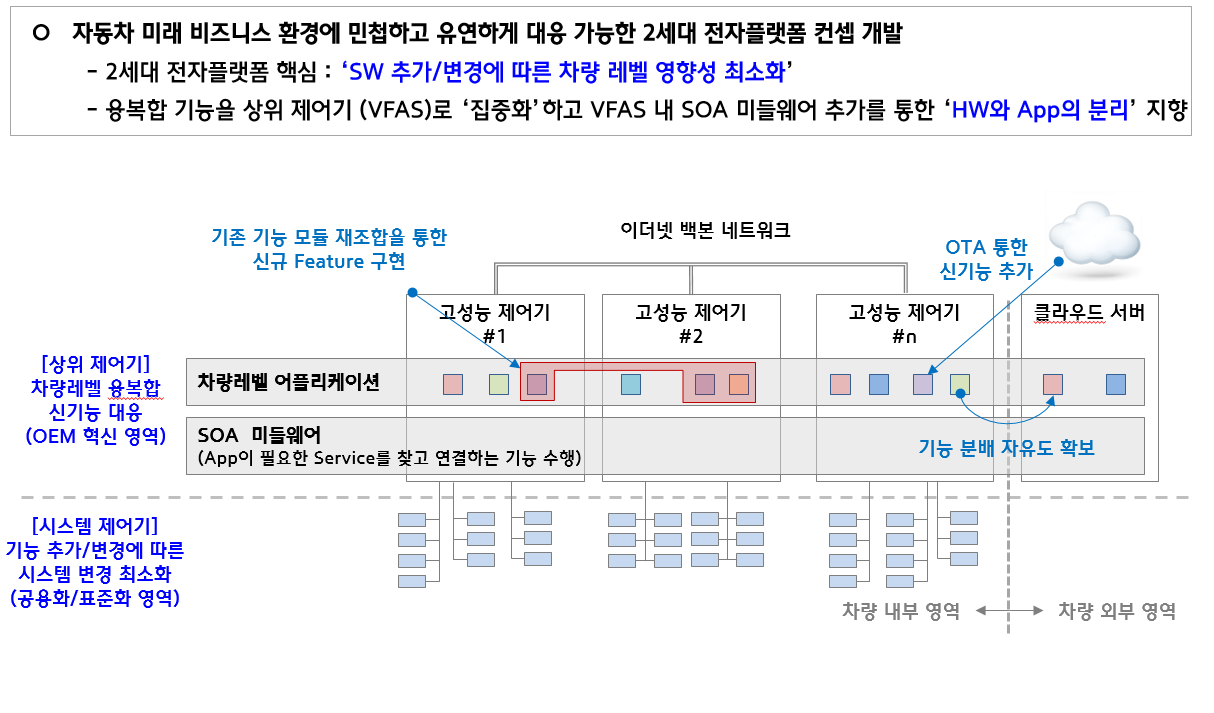 ○ 자동차 미래 비즈니스 환경에 민첩하고 유연하게 대응 가능한 2세대 전자플랫폼 컨셉 개발
- 2세대 전자플랫폼 핵심 : ‘SW 추가/변경에 따른 차량 레벨 영향성 최소화’
- 융복합 기능을 상위 제어기 (VFAS)로 ‘집중화’하고 VFAS 내 SOA 미들웨어 추가를 통한 ‘HW와 App의 분리’ 지향
기존 기능 모듈 재조합을 통한
신규 Feature 구현
이더넷 백본 네트워크
OTA 통한
신기능 추가
고성능 제어기
#1
고성능 제어기
#2
고성능 제어기
#n
클라우드 서버
[상위 제어기]
차량레벨 융복합
신기능 대응
(OEM 혁신 영역)
차량레벨 어플리케이션
SOA 미들웨어
(App이 필요한 Service를 찾고 연결하는 기능 수행)
기능 분배 자유도 확보
[시스템 제어기]
기능 추가/변경에 따른
시스템 변경 최소화
(공용화/표준화 영역)
차량 내부 영역
차량 외부 영역